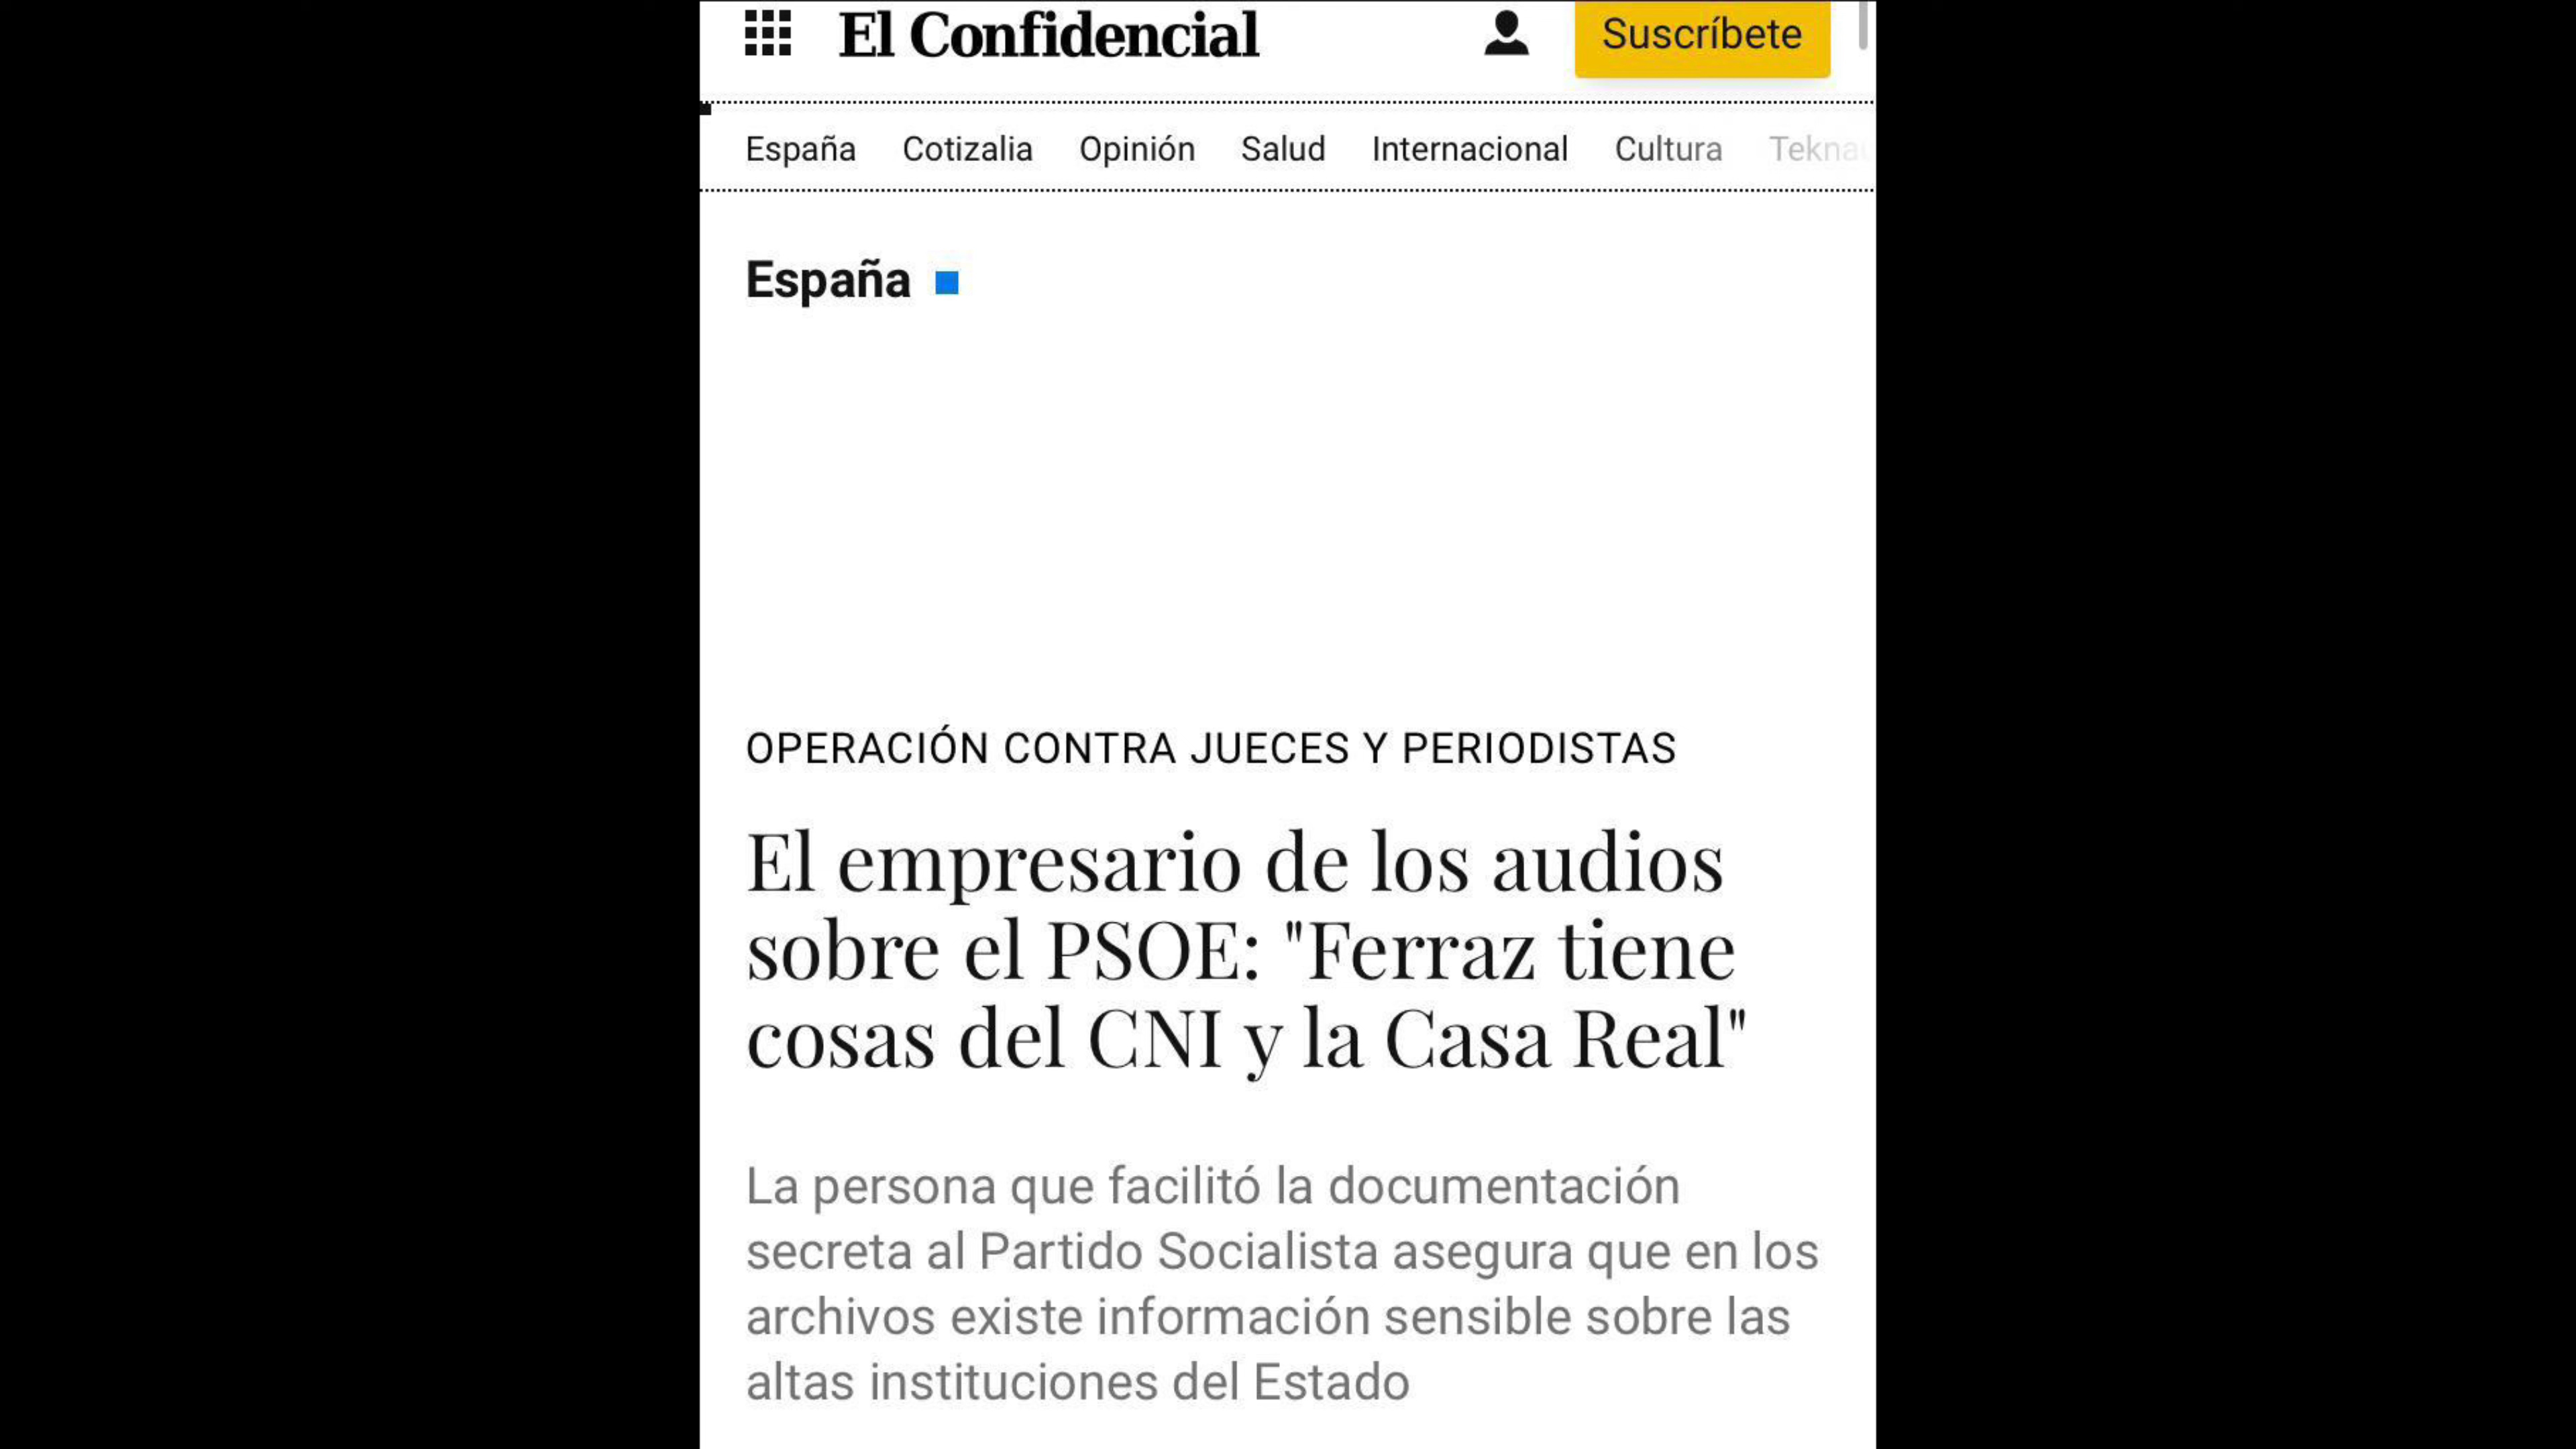 El Confidencial
Suscríbete
España Cotizalia Opinión Salud Internacional Cultura
España
OPERACIÓN CONTRA JUECES Y PERIODISTAS
El empresario de los audios
sobre el PSOE: "Ferraz tiene
cosas del CNI y la Casa Real"
La persona que facilitó la documentación
secreta al Partido Socialista asegura que en los
archivos existe información sensible sobre las
altas instituciones del Estado